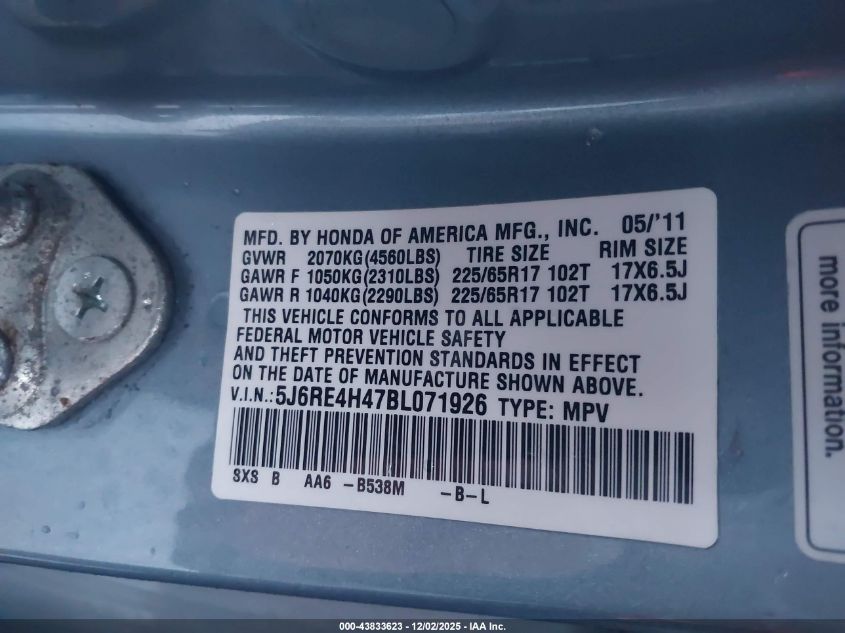 MFD. BY HONDA OF AMERICA MFG., INC. 05/'11
GVWR 2070KG(4560LBS) TIRE SIZE RIM SIZE
GAWR F 1050KG(2310LBS) 225/65R17 102T 17X6.5J
GAWR R 1040KG(2290LBS) 225/65R17 102T 17X6.5J
THIS VEHICLE CONFORMS TO ALL APPLICABLE
FEDERAL MOTOR VEHICLE SAFETY
AND THEFT PREVENTION STANDARDS IN EFFECT
ON THE DATE OF MANUFACTURE SHOWN ABOVE.
V.I.N.: 5J6RE4H47BL071926 TYPE: MPV
SXS B AA6 -B538M -B-L
more information.
000-43833623 - 12/02/2025 - IAA Inc.